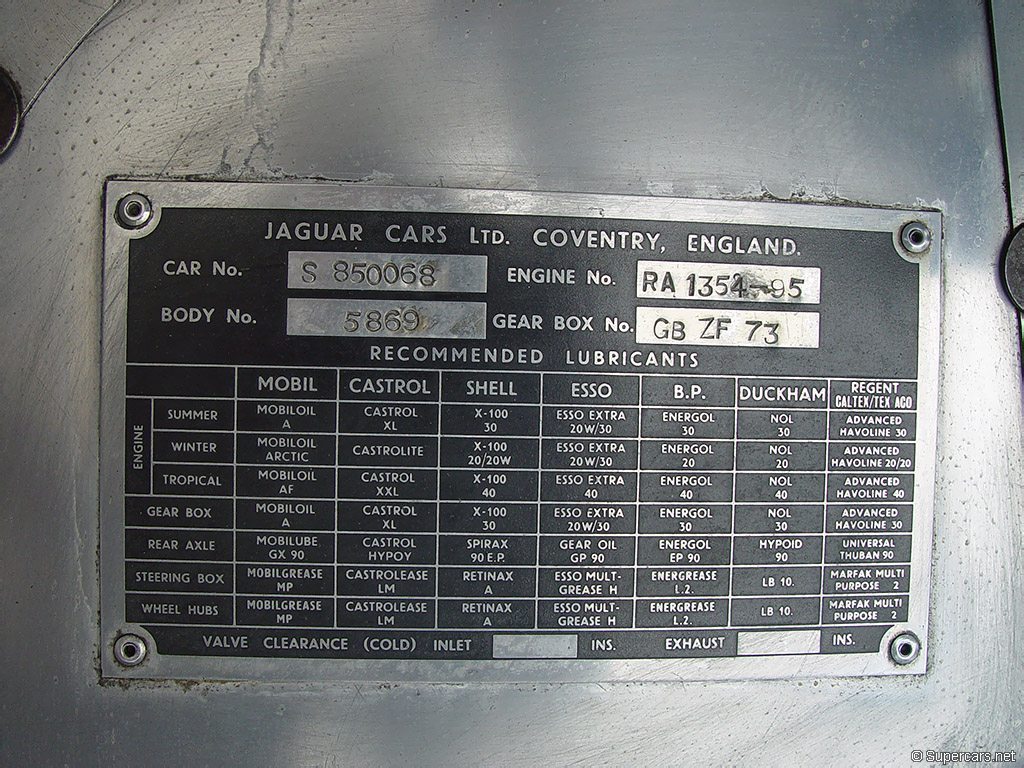 JAGUAR CARS LTD. COVENTRY, ENGLAND.
CAR No. S 850068 ENGINE No. RA 1354-95
BODY No. 5869 GEAR BOX No. GB ZF 73
RECOMMENDED LUBRICANTS
MOBIL CASTROL SHELL ESSO B.P. DUCKHAM REGENT CALTEX/TEX ACO
ENGINE
SUMMER MOBILOIL A CASTROL XL X-100 30 ESSO EXTRA 20W/30 ENERGOL 30 NOL 30 ADVANCED HAVOLINE 30
WINTER MOBILOIL ARCTIC CASTROLITE X-100 20/20W ESSO EXTRA 20W/30 ENERGOL 20 NOL 20 ADVANCED HAVOLINE 20/20
TROPICAL MOBILOIL AF CASTROL XXL X-100 40 ESSO EXTRA 40 ENERGOL 40 NOL 40 ADVANCED HAVOLINE 40
GEAR BOX MOBILOIL A CASTROL XL X-100 30 ESSO EXTRA 20W/30 ENERGOL 30 NOL 30 ADVANCED HAVOLINE 30
REAR AXLE MOBILUBE GX 90 CASTROL HYPOY SPIRAX 90 E.P. GEAR OIL GP 90 ENERGOL EP 90 HYPOID 90 UNIVERSAL THUBAN 90
STEERING BOX MOBILGREASE MP CASTROLEASE LM RETINAX A ESSO MULT-GREASE H ENERGREASE L.2. LB 10. MARFAK MULTI PURPOSE 2
WHEEL HUBS MOBILGREASE MP CASTROLEASE LM RETINAX A ESSO MULT-GREASE H ENERGREASE L.2. LB 10. MARFAK MULTI PURPOSE 2
VALVE CLEARANCE (COLD) INLET INS. EXHAUST INS.
© Supercars.net